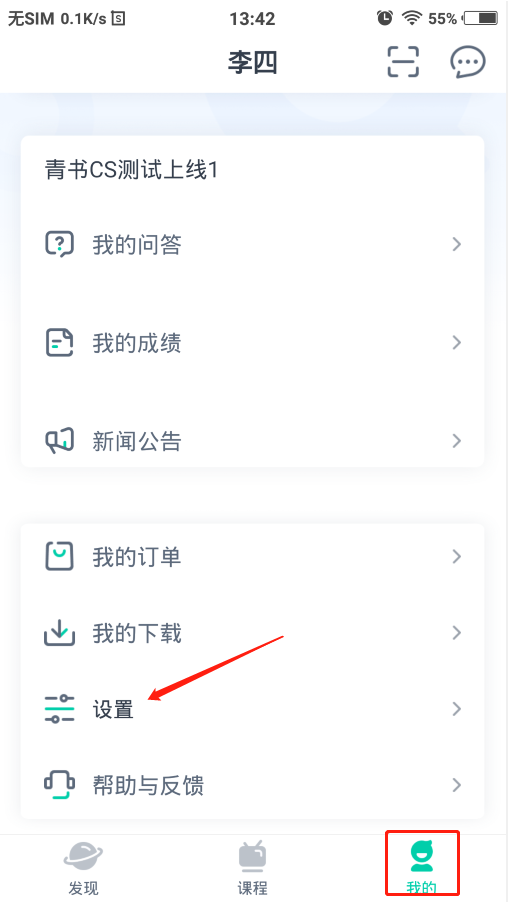 无SIM 0.1K/s 13:42 55%
李四
青书CS测试上线1
我的问答
我的成绩
新闻公告
我的订单
我的下载
设置
帮助与反馈
发现 课程 我的